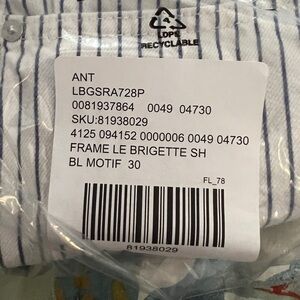 LDPE
RECYCLABLE
ANT
LBGSRA728P
0081937864 0049 04730
SKU:81938029
4125 094152 0000006 0049 04730
FRAME LE BRIGETTE SH
BL MOTIF 30
FL_78
81938029